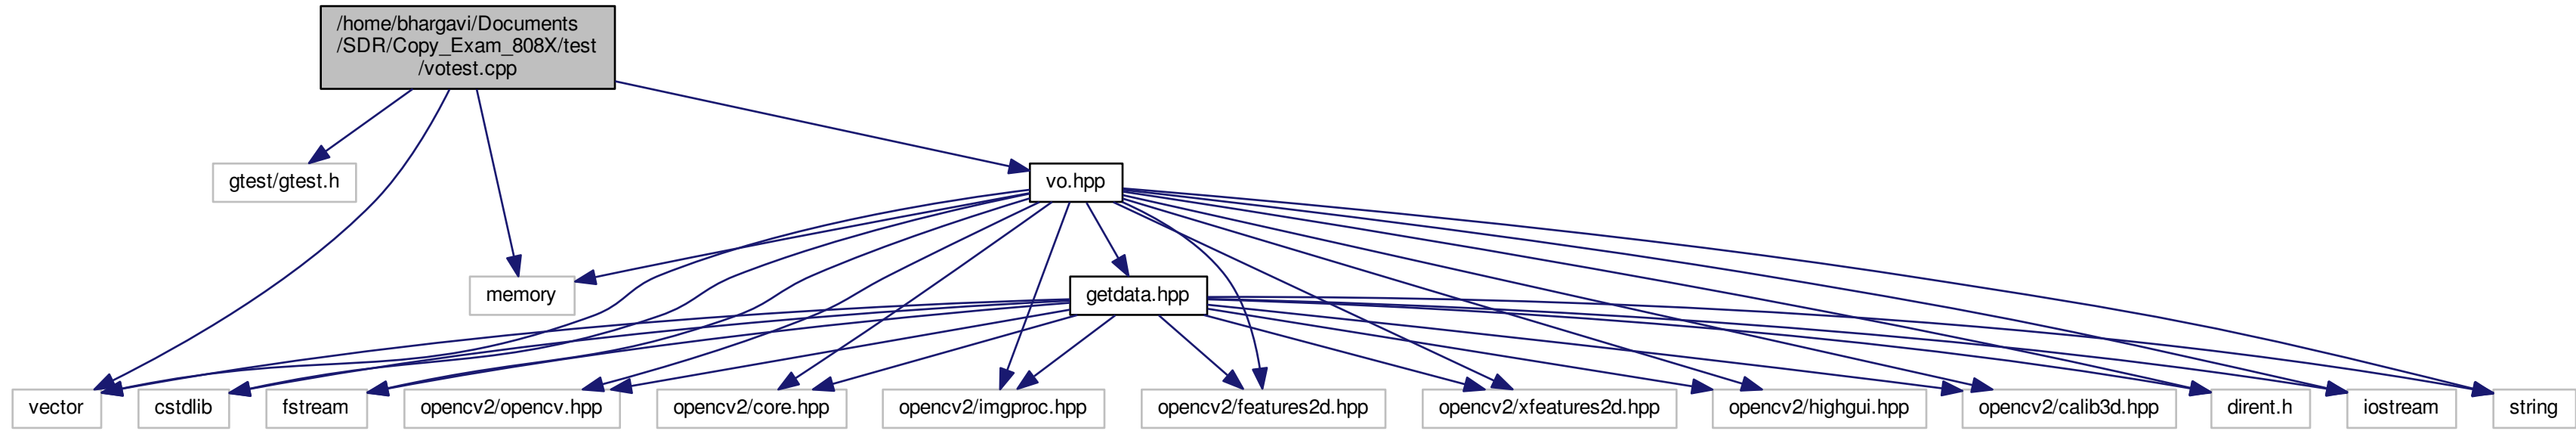 /home/bhargavi/Documents
/SDR/Copy_Exam_808X/test
/votest.cpp
gtest/gtest.h
vo.hpp
memory
getdata.hpp
vector
cstdlib
fstream
opencv2/opencv.hpp
opencv2/core.hpp
opencv2/imgproc.hpp
opencv2/features2d.hpp
opencv2/xfeatures2d.hpp
opencv2/highgui.hpp
opencv2/calib3d.hpp
dirent.h
iostream
string